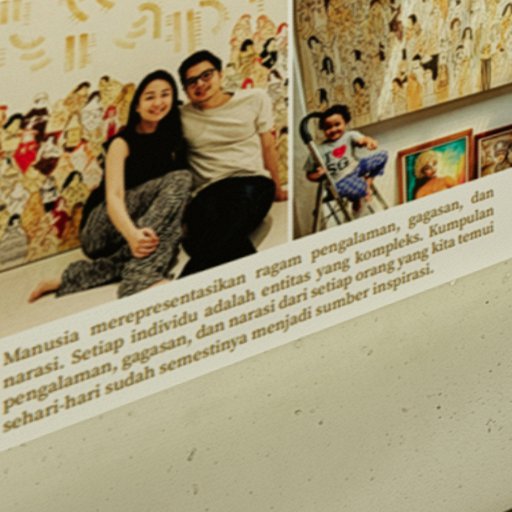 I ♥ SG
Manusia merepresentasikan ragam pengalaman, gagasan, dan
narasi. Setiap individu adalah entitas yang kompleks. Kumpulan
pengalaman, gagasan, dan narasi dari setiap orang yang kita temui
sehari-hari sudah semestinya menjadi sumber inspirasi.